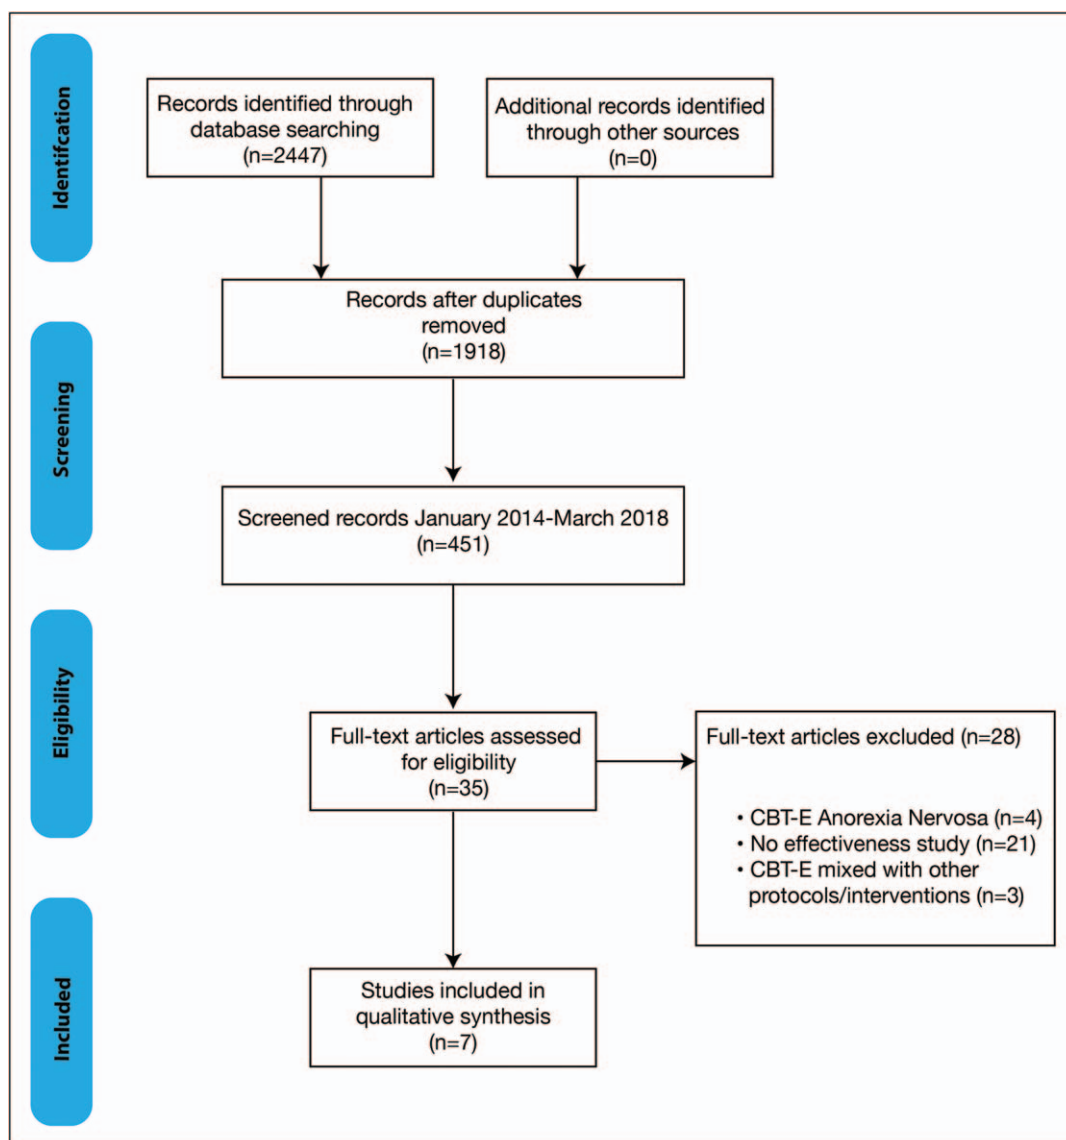 Identifcation
Records identified through
database searching
(n=2447)
Additional records identified
through other sources
(n=0)
Records after duplicates
removed
(n=1918)
Screening
Screened records January 2014-March 2018
(n=451)
Eligibility
Full-text articles assessed
for eligibility
(n=35)
Full-text articles excluded (n=28)
• CBT-E Anorexia Nervosa (n=4)
• No effectiveness study (n=21)
• CBT-E mixed with other
protocols/interventions (n=3)
Included
Studies included in
qualitative synthesis
(n=7)